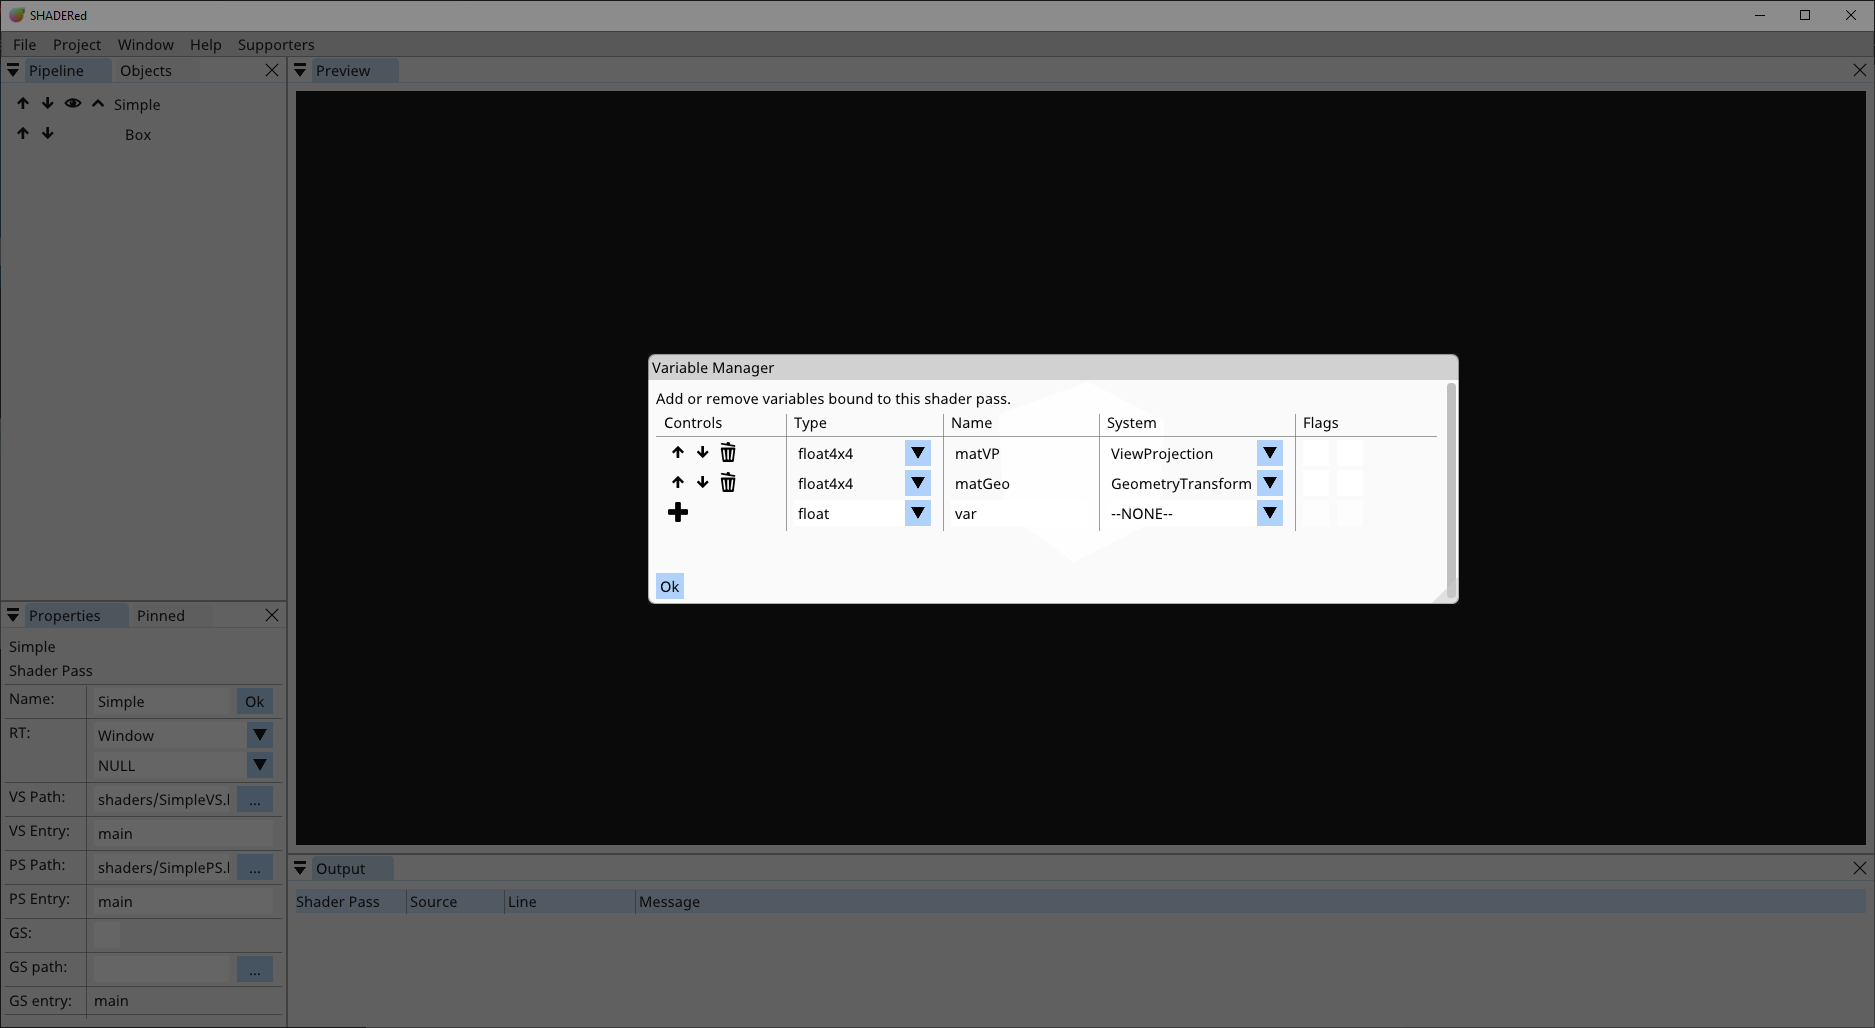 SHADERed
File Project Window Help Supporters
Pipeline Objects
Simple
Box
Preview
Variable Manager
Add or remove variables bound to this shader pass.
Controls Type Name System Flags
float4x4 matVP ViewProjection
float4x4 matGeo GeometryTransform
float var --NONE--
Ok
Properties Pinned
Simple
Shader Pass
Name: Simple Ok
RT: Window
NULL
VS Path: shaders/SimpleVS.l ...
VS Entry: main
PS Path: shaders/SimplePS.l ...
PS Entry: main
GS:
GS path: ...
GS entry: main
Output
Shader Pass Source Line Message